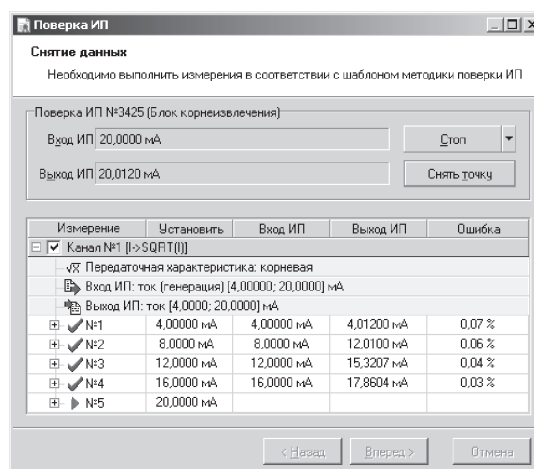 Поверка ИП
Снятие данных
Необходимо выполнить измерения в соответствии с шаблоном методики поверки ИП
Поверка ИП №3425 (Блок корнеизвлечения)
Вход ИП 20,0000 мА
Стоп
Выход ИП 20,0120 мА
Снять точку
Измерение Установить Вход ИП Выход ИП Ошибка
Канал №1 [I->SQRT(I)]
√x Передаточная характеристика: корневая
Вход ИП: ток (генерация) [4,00000; 20,0000] мА
Выход ИП: ток [4,0000; 20,0000] мА
№1 4,00000 мА 4,00000 мА 4,01200 мА 0,07 %
№2 8,0000 мА 8,0000 мА 12,0100 мА 0,06 %
№3 12,0000 мА 12,0000 мА 15,3207 мА 0,04 %
№4 16,0000 мА 16,0000 мА 17,8604 мА 0,03 %
№5 20,0000 мА
< Назад Вперед > Отмена